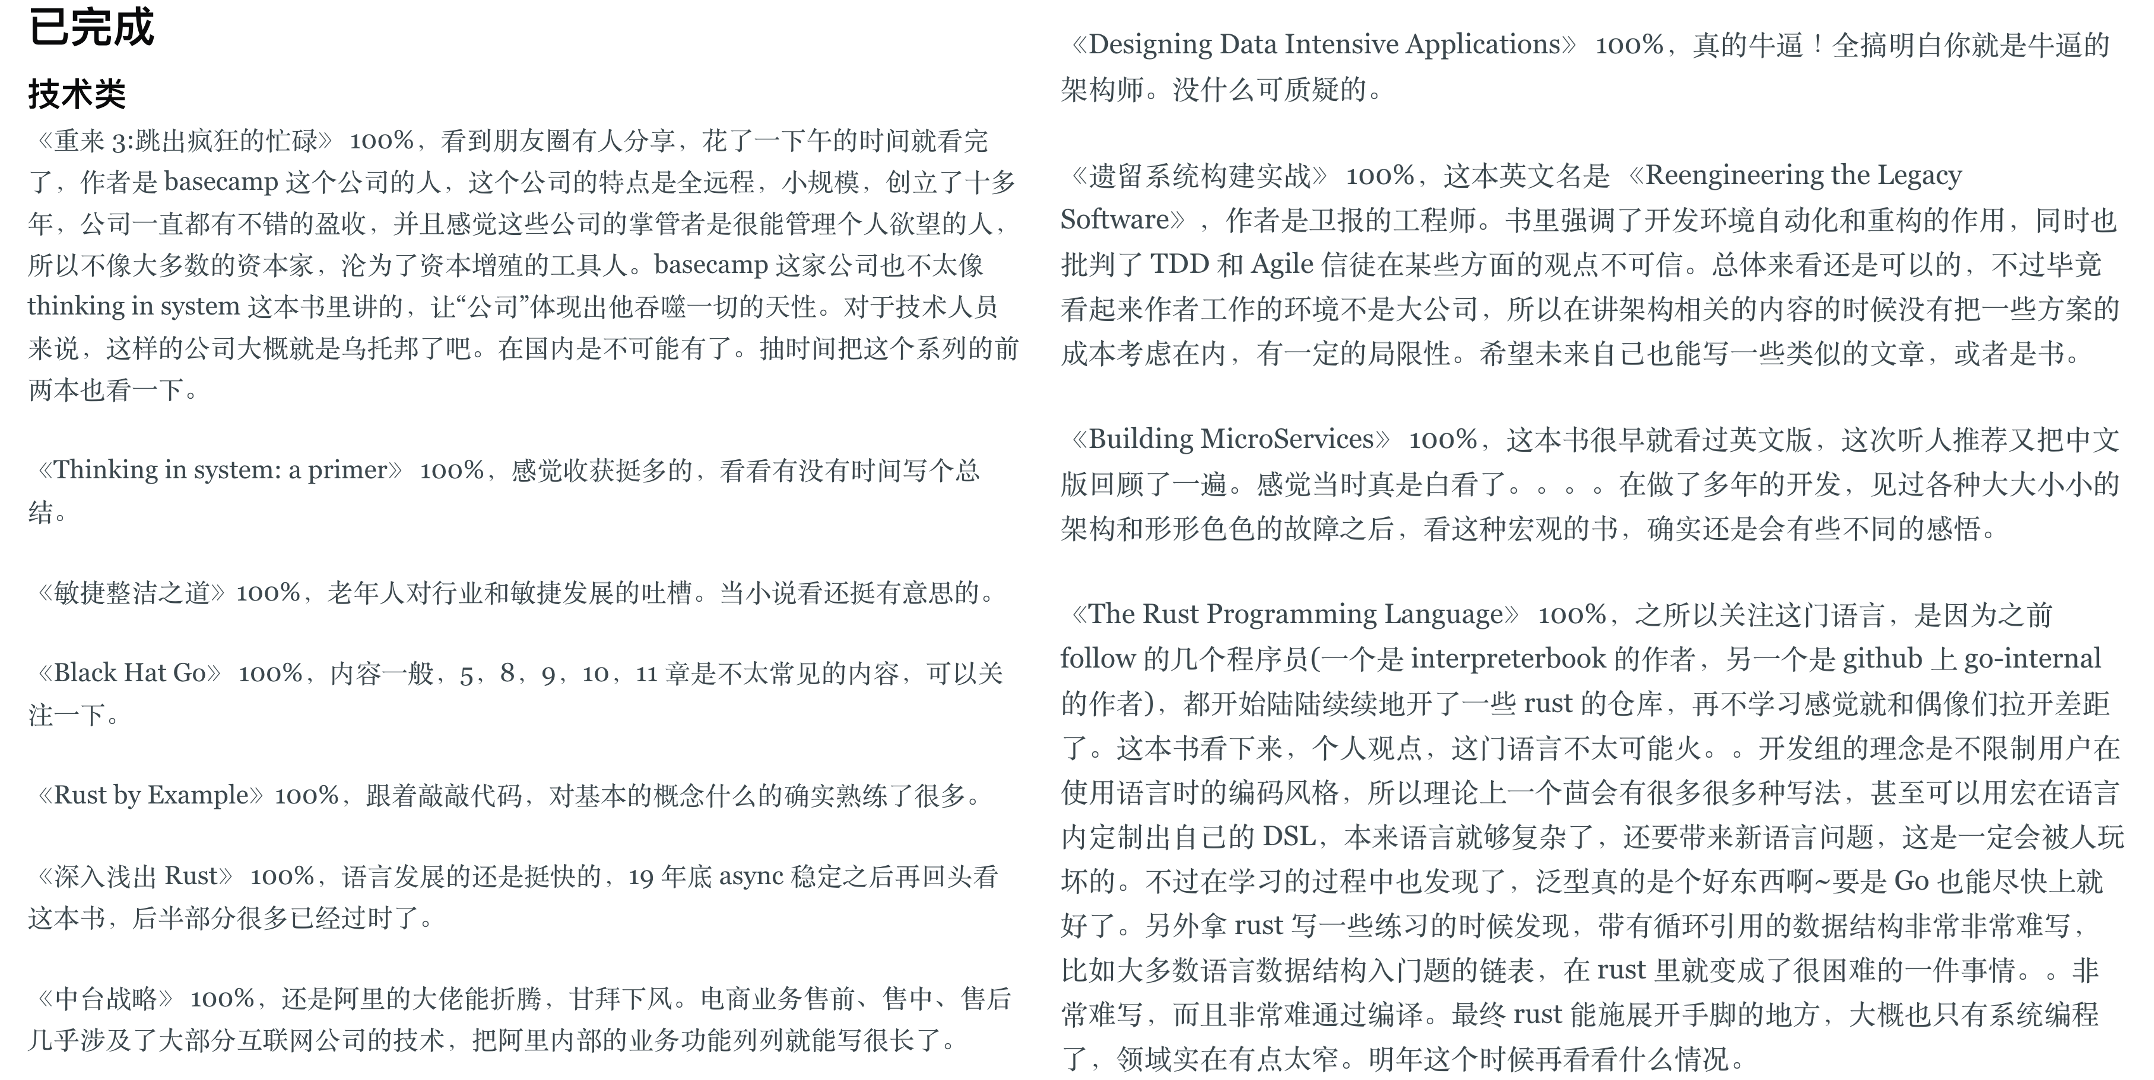 已完成
技术类
《重来 3:跳出疯狂的忙碌》 100%，看到朋友圈有人分享，花了一下午的时间就看完
了，作者是 basecamp 这个公司的人，这个公司的特点是全远程，小规模，创立了十多
年，公司一直都有不错的盈收，并且感觉这些公司的掌管者是很能管理个人欲望的人，
所以不像大多数的资本家，沦为了资本增殖的工具人。basecamp 这家公司也不太像
thinking in system 这本书里讲的，让“公司”体现出他吞噬一切的天性。对于技术人员
来说，这样的公司大概就是乌托邦了吧。在国内是不可能有了。抽时间把这个系列的前
两本也看一下。
《Thinking in system: a primer》 100%，感觉收获挺多的，看看有没有时间写个总
结。
《敏捷整洁之道》100%，老年人对行业和敏捷发展的吐槽。当小说看还挺有意思的。
《Black Hat Go》 100%，内容一般，5，8，9，10，11 章是不太常见的内容，可以关
注一下。
《Rust by Example》100%，跟着敲敲代码，对基本的概念什么的确实熟练了很多。
《深入浅出 Rust》 100%，语言发展的还是挺快的，19 年底 async 稳定之后再回头看
这本书，后半部分很多已经过时了。
《中台战略》 100%，还是阿里的大佬能折腾，甘拜下风。电商业务售前、售中、售后
几乎涉及了大部分互联网公司的技术，把阿里内部的业务功能列列就能写很长了。
《Designing Data Intensive Applications》 100%，真的牛逼！全搞明白你就是牛逼的
架构师。没什么可质疑的。
《遗留系统构建实战》 100%，这本英文名是 《Reengineering the Legacy
Software》，作者是卫报的工程师。书里强调了开发环境自动化和重构的作用，同时也
批判了 TDD 和 Agile 信徒在某些方面的观点不可信。总体来看还是可以的，不过毕竟
看起来作者工作的环境不是大公司，所以在讲架构相关的内容的时候没有把一些方案的
成本考虑在内，有一定的局限性。希望未来自己也能写一些类似的文章，或者是书。
《Building MicroServices》 100%，这本书很早就看过英文版，这次听人推荐又把中文
版回顾了一遍。感觉当时真是白看了。。。。在做了多年的开发，见过各种大大小小的
架构和形形色色的故障之后，看这种宏观的书，确实还是会有些不同的感悟。
《The Rust Programming Language》 100%，之所以关注这门语言，是因为之前
follow 的几个程序员(一个是 interpreterbook 的作者，另一个是 github 上 go-internal
的作者)，都开始陆陆续续地开了一些 rust 的仓库，再不学习感觉就和偶像们拉开差距
了。这本书看下来，个人观点，这门语言不太可能火。。开发组的理念是不限制用户在
使用语言时的编码风格，所以理论上一个茴会有很多很多种写法，甚至可以用宏在语言
内定制出自己的 DSL，本来语言就够复杂了，还要带来新语言问题，这是一定会被人玩
坏的。不过在学习的过程中也发现了，泛型真的是个好东西啊~要是 Go 也能尽快上就
好了。另外拿 rust 写一些练习的时候发现，带有循环引用的数据结构非常非常难写，
比如大多数语言数据结构入门题的链表，在 rust 里就变成了很困难的一件事情。。非
常难写，而且非常难通过编译。最终 rust 能施展开手脚的地方，大概也只有系统编程
了，领域实在有点太窄。明年这个时候再看看什么情况。